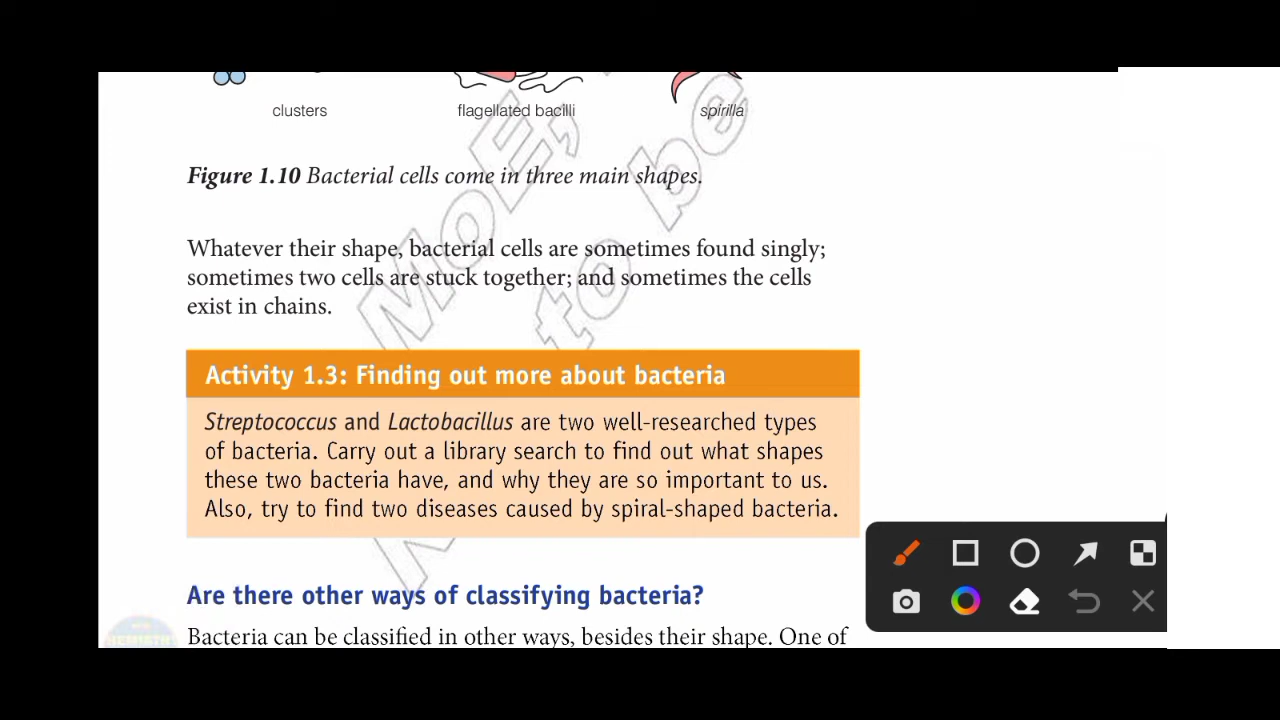 clusters
flagellated bacilli
spirilla
Figure 1.10 Bacterial cells come in three main shapes.
Whatever their shape, bacterial cells are sometimes found singly;
sometimes two cells are stuck together; and sometimes the cells
exist in chains.
MoE,
to be
Activity 1.3: Finding out more about bacteria
Streptococcus and Lactobacillus are two well-researched types
of bacteria. Carry out a library search to find out what shapes
these two bacteria have, and why they are so important to us.
Also, try to find two diseases caused by spiral-shaped bacteria.
Are there other ways of classifying bacteria?
Bacteria can be classified in other ways, besides their shape. One of